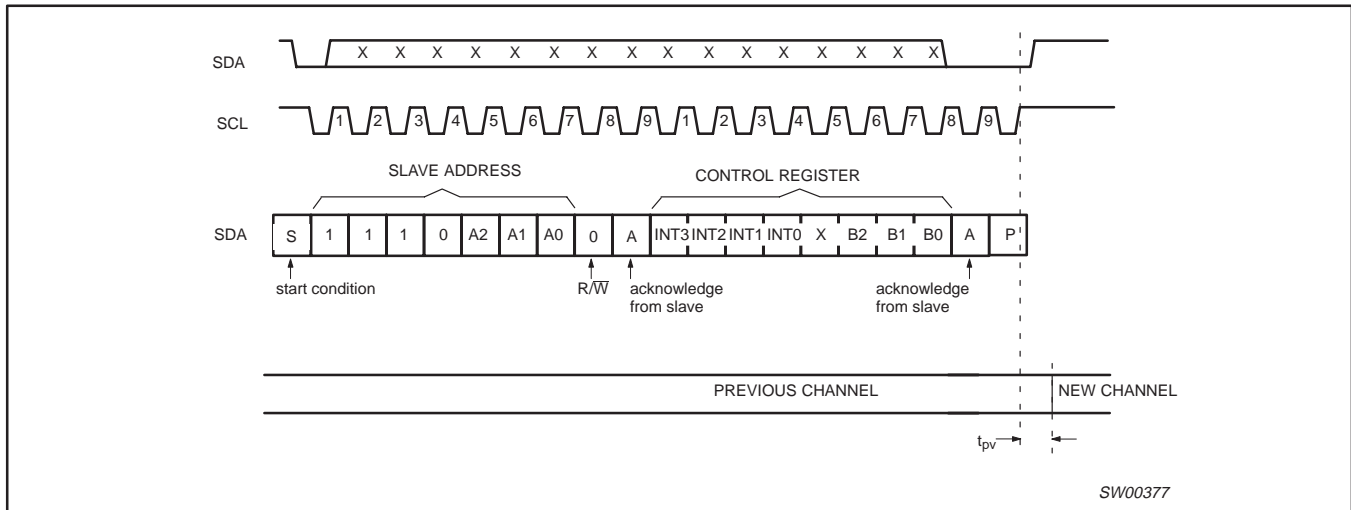 SDA X X X X X X X X X X X X X X X X
SCL 1 2 3 4 5 6 7 8 9 1 2 3 4 5 6 7 8 9
SLAVE ADDRESS CONTROL REGISTER
SDA S 1 1 1 0 A2 A1 A0 0 A INT3 INT2 INT1 INT0 X B2 B1 B0 A P
start condition R/W̅ acknowledge from slave acknowledge from slave
PREVIOUS CHANNEL NEW CHANNEL
tpv
SW00377